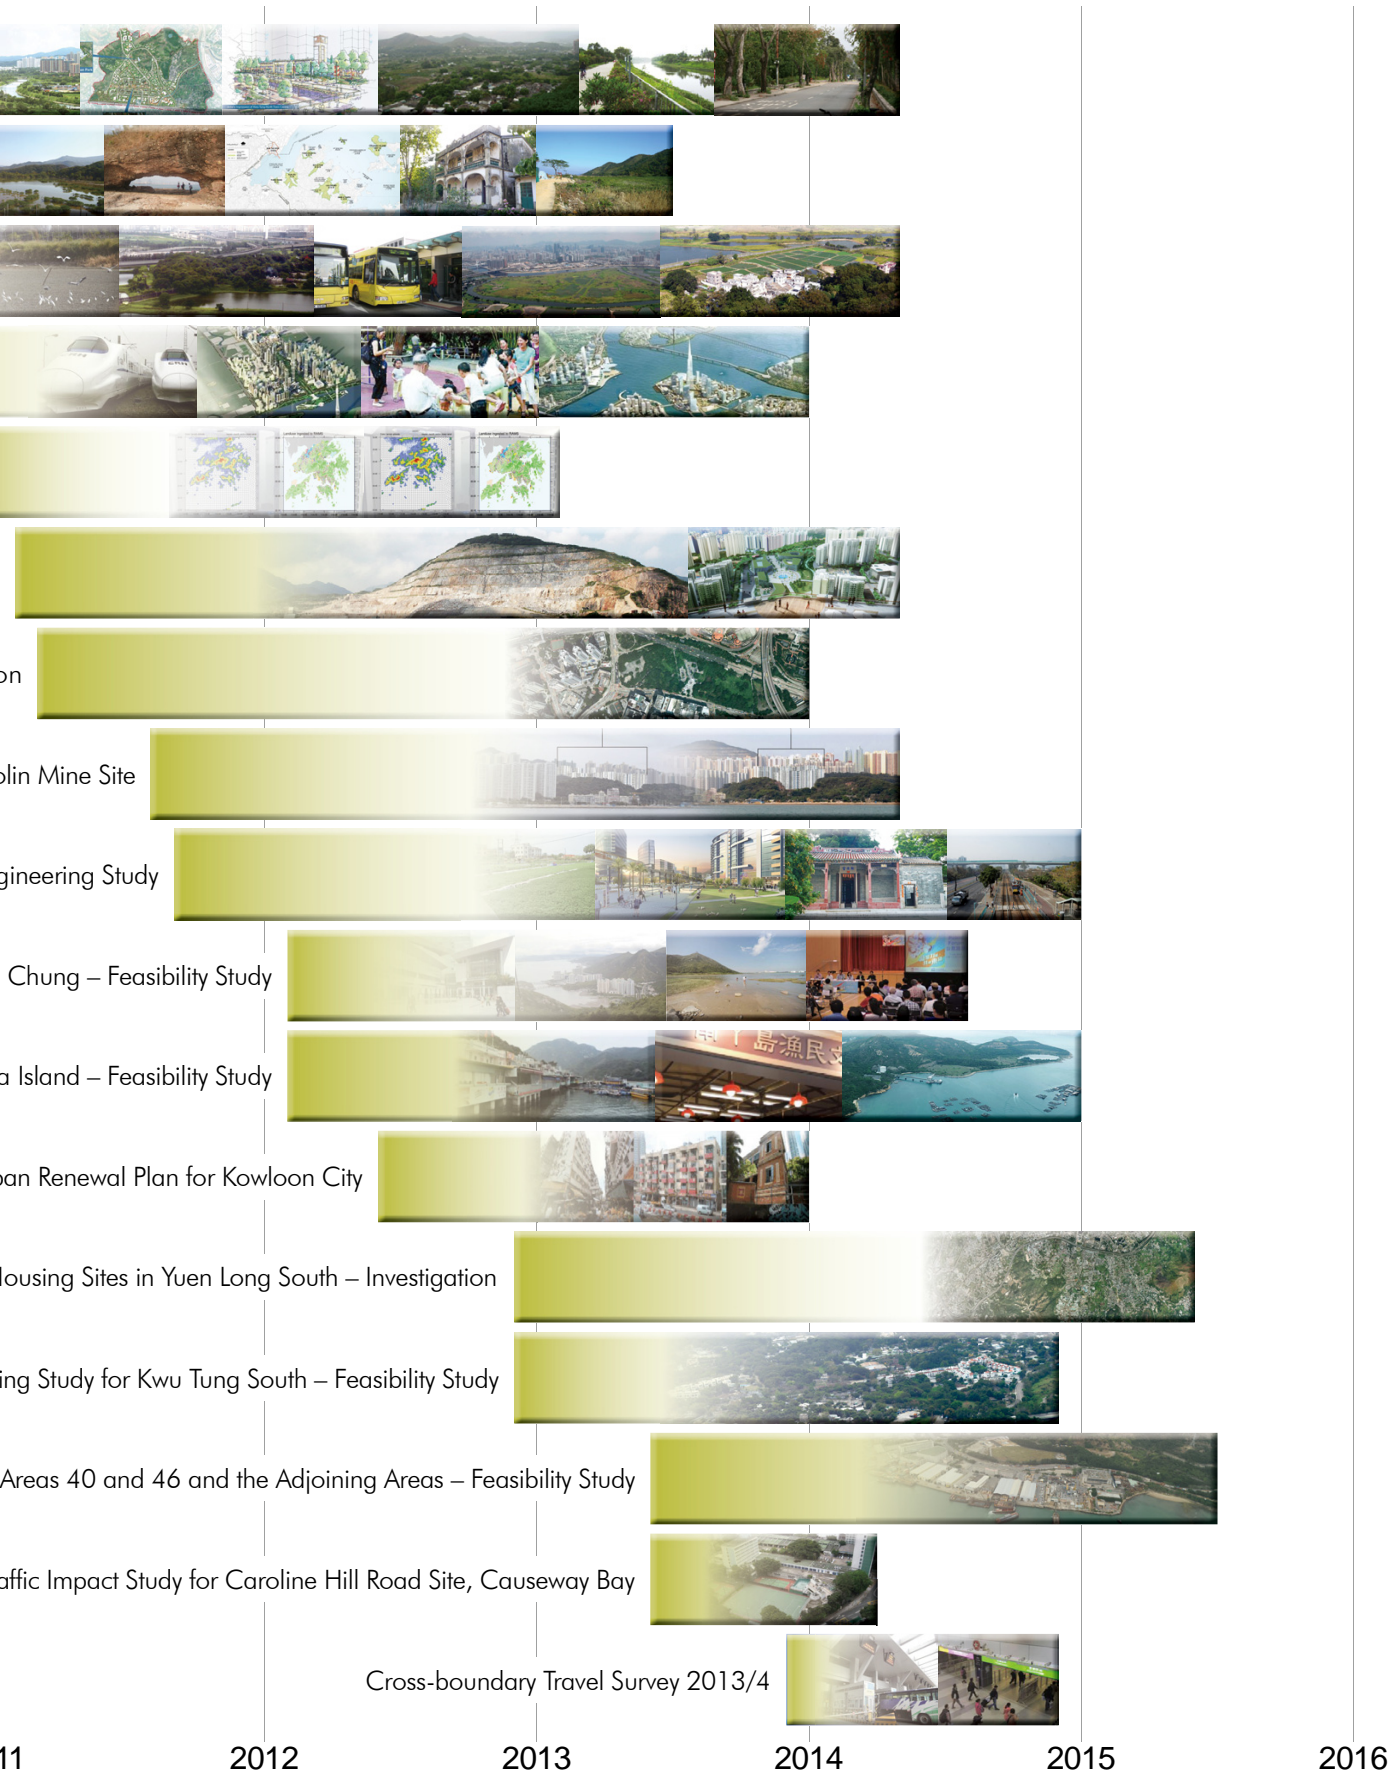 on
olin Mine Site
gineering Study
Chung – Feasibility Study
a Island – Feasibility Study
島漁民
ban Renewal Plan for Kowloon City
Housing Sites in Yuen Long South – Investigation
ing Study for Kwu Tung South – Feasibility Study
Areas 40 and 46 and the Adjoining Areas – Feasibility Study
affic Impact Study for Caroline Hill Road Site, Causeway Bay
Cross-boundary Travel Survey 2013/4
11 2012 2013 2014 2015 2016